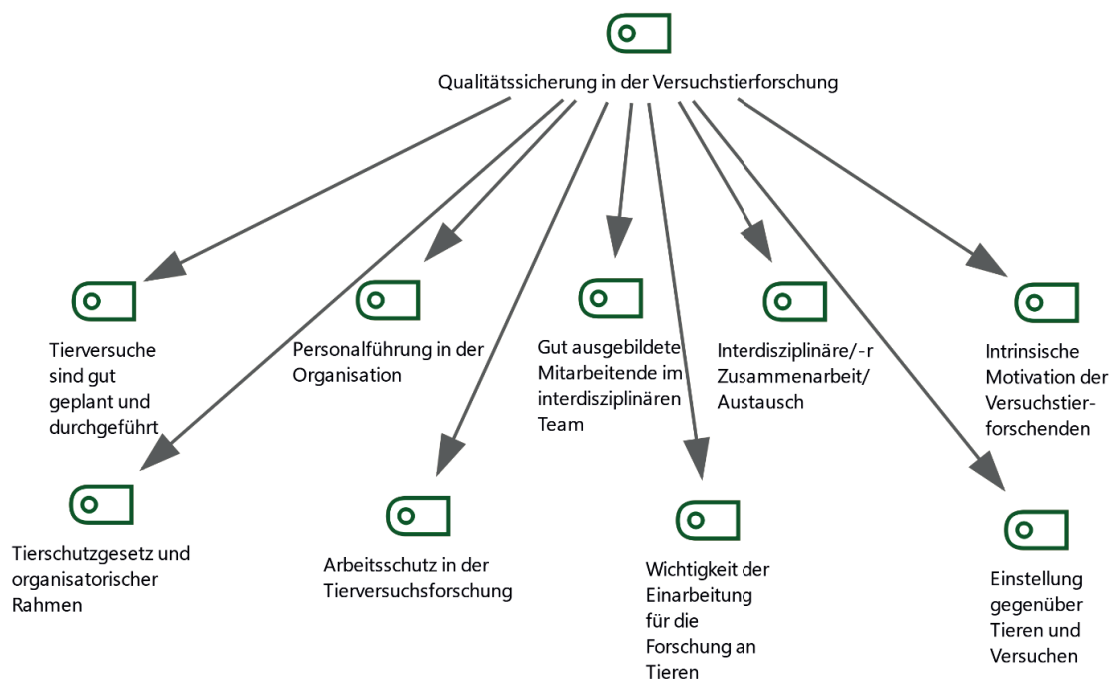 Qualitätssicherung in der Versuchstierforschung
Tierversuche
sind gut
geplant und
durchgeführt
Personalführung in der
Organisation
Gut ausgebildete
Mitarbeitende im
interdisziplinären
Team
Interdisziplinäre/-r
Zusammenarbeit/
Austausch
Intrinsische
Motivation der
Versuchstier-
forschenden
Tierschutzgesetz und
organisatorischer
Rahmen
Arbeitsschutz in der
Tierversuchsforschung
Wichtigkeit der
Einarbeitung
für die
Forschung an
Tieren
Einstellung
gegenüber
Tieren und
Versuchen